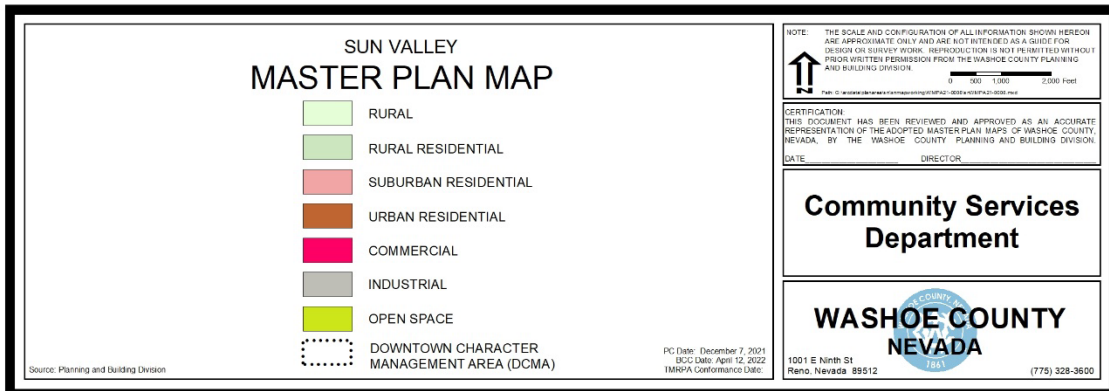 SUN VALLEY
MASTER PLAN MAP
RURAL
RURAL RESIDENTIAL
SUBURBAN RESIDENTIAL
URBAN RESIDENTIAL
COMMERCIAL
INDUSTRIAL
OPEN SPACE
DOWNTOWN CHARACTER
MANAGEMENT AREA (DCMA)
Source: Planning and Building Division
PC Date: December 7, 2021
BCC Date: April 12, 2022
TMRPA Conformance Date:
NOTE: THE SCALE AND CONFIGURATION OF ALL INFORMATION SHOWN HEREON
ARE APPROXIMATE ONLY AND ARE NOT INTENDED AS A GUIDE FOR
DESIGN OR SURVEY WORK. REPRODUCTION IS NOT PERMITTED WITHOUT
PRIOR WRITTEN PERMISSION FROM THE WASHOE COUNTY PLANNING
AND BUILDING DIVISION.
N
0 500 1,000 2,000 Feet
CERTIFICATION:
THIS DOCUMENT HAS BEEN REVIEWED AND APPROVED AS AN ACCURATE
REPRESENTATION OF THE ADOPTED MASTER PLAN MAPS OF WASHOE COUNTY,
NEVADA, BY THE WASHOE COUNTY PLANNING AND BUILDING DIVISION.
DATE____________________ DIRECTOR______________________________
Community Services
Department
WASHOE COUNTY
NEVADA
1861
1001 E Ninth St
Reno, Nevada 89512
(775) 328-3600